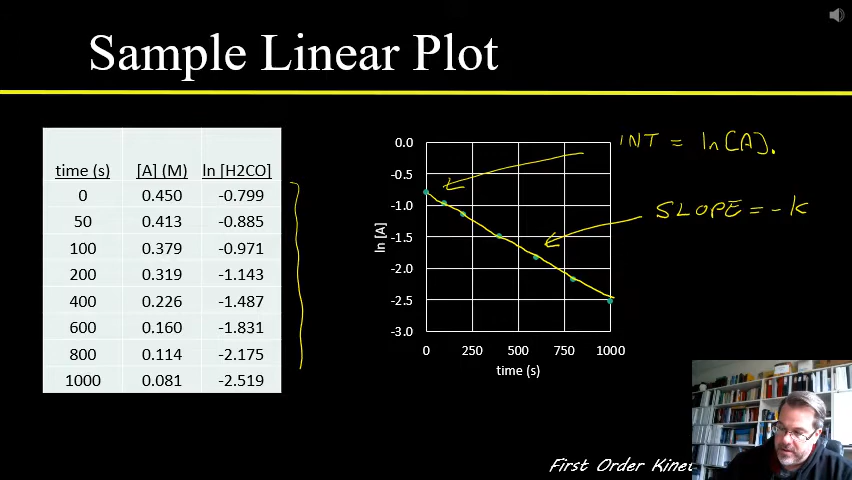 Sample Linear Plot
time (s) [A] (M) ln [H2CO]
0 0.450 -0.799
50 0.413 -0.885
100 0.379 -0.971
200 0.319 -1.143
400 0.226 -1.487
600 0.160 -1.831
800 0.114 -2.175
1000 0.081 -2.519
INT = ln[A]o
SLOPE = -k
0.0
-0.5
-1.0
-1.5
-2.0
-2.5
-3.0
ln [A]
0 250 500 750 1000
time (s)
First Order Kinet